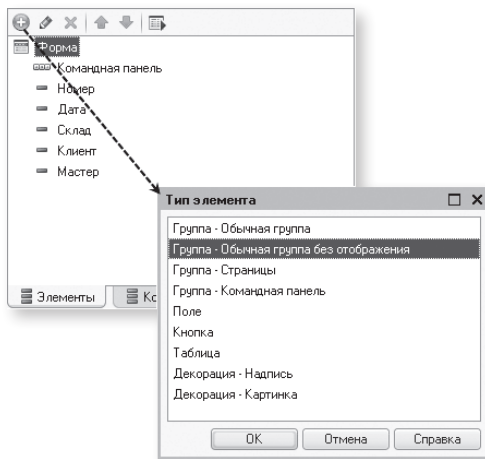 Форма
Командная панель
Номер
Дата
Склад
Клиент
Мастер
Элементы
Ко
Тип элемента
Группа - Обычная группа
Группа - Обычная группа без отображения
Группа - Страницы
Группа - Командная панель
Поле
Кнопка
Таблица
Декорация - Надпись
Декорация - Картинка
OK
Отмена
Справка